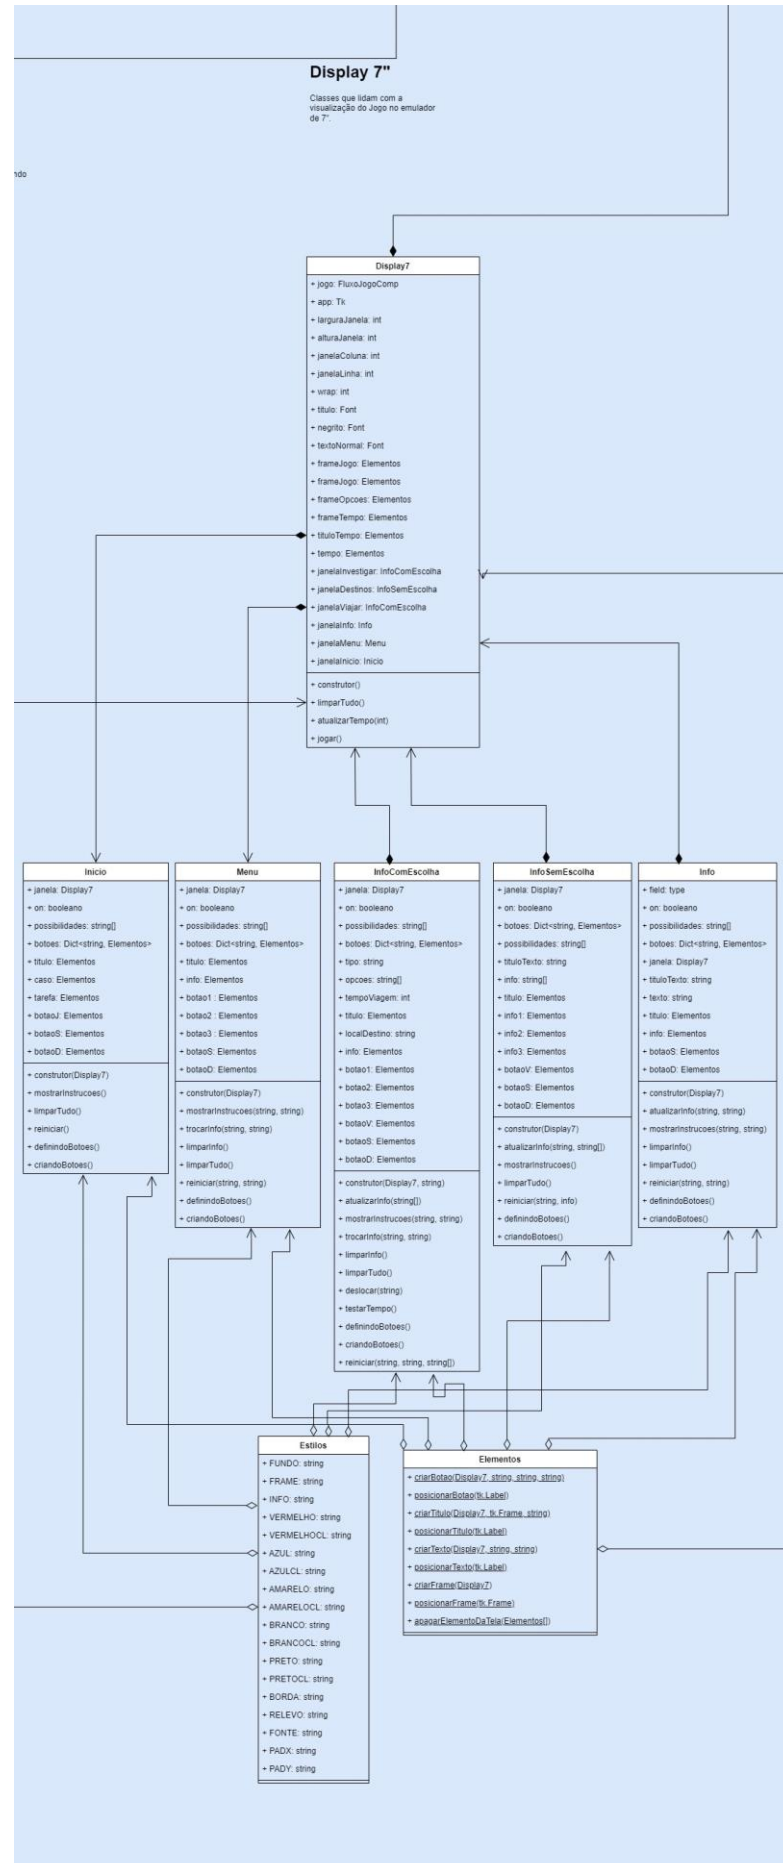 Display 7"
Classes que lidam com a
visualização do Jogo no emulador
de 7".
ndo
Display7
+ jogo: FluxoJogoComp
+ app: Tk
+ larguraJanela: int
+ alturaJanela: int
+ janelaColuna: int
+ janelaLinha: int
+ wrap: int
+ titulo: Font
+ negrito: Font
+ textoNormal: Font
+ frameJogo: Elementos
+ frameJogo: Elementos
+ frameOpcoes: Elementos
+ frameTempo: Elementos
+ tituloTempo: Elementos
+ tempo: Elementos
+ janelaInvestigar: InfoComEscolha
+ janelaDestinos: InfoSemEscolha
+ janelaViajar: InfoComEscolha
+ janelaInfo: Info
+ janelaMenu: Menu
+ janelaInicio: Inicio
+ construtor()
+ limparTudo()
+ atualizarTempo(int)
+ jogar()
Inicio
+ janela: Display7
+ on: booleano
+ possibilidades: string[]
+ botoes: Dict<string, Elementos>
+ titulo: Elementos
+ caso: Elementos
+ tarefa: Elementos
+ botaoJ: Elementos
+ botaoS: Elementos
+ botaoD: Elementos
+ construtor(Display7)
+ mostrarInstrucoes()
+ limparTudo()
+ reiniciar()
+ definindoBotoes()
+ criandoBotoes()
Menu
+ janela: Display7
+ on: booleano
+ possibilidades: string[]
+ botoes: Dict<string, Elementos>
+ titulo: Elementos
+ info: Elementos
+ botao1 : Elementos
+ botao2 : Elementos
+ botao3 : Elementos
+ botaoS: Elementos
+ botaoD: Elementos
+ construtor(Display7)
+ mostrarInstrucoes(string, string)
+ trocarInfo(string, string)
+ limparInfo()
+ limparTudo()
+ reiniciar(string, string)
+ definindoBotoes()
+ criandoBotoes()
InfoComEscolha
+ janela: Display7
+ on: booleano
+ possibilidades: string[]
+ botoes: Dict<string, Elementos>
+ tipo: string
+ opcoes: string[]
+ tempoViagem: int
+ titulo: Elementos
+ localDestino: string
+ info: Elementos
+ botao1: Elementos
+ botao2: Elementos
+ botao3: Elementos
+ botaoV: Elementos
+ botaoS: Elementos
+ botaoD: Elementos
+ construtor(Display7, string)
+ atualizarInfo(string[])
+ mostrarInstrucoes(string, string)
+ trocarInfo(string, string)
+ limparInfo()
+ limparTudo()
+ deslocar(string)
+ testarTempo()
+ definindoBotoes()
+ criandoBotoes()
+ reiniciar(string, string, string[])
InfoSemEscolha
+ janela: Display7
+ on: booleano
+ botoes: Dict<string, Elementos>
+ possibilidades: string[]
+ tituloTexto: string
+ info: string[]
+ titulo: Elementos
+ info1: Elementos
+ info2: Elementos
+ info3: Elementos
+ botaoV: Elementos
+ botaoS: Elementos
+ botaoD: Elementos
+ construtor(Display7)
+ atualizarInfo(string, string[])
+ mostrarInstrucoes()
+ limparTudo()
+ reiniciar(string, info)
+ definindoBotoes()
+ criandoBotoes()
Info
+ field: type
+ on: booleano
+ possibilidades: string[]
+ botoes: Dict<string, Elementos>
+ janela: Display7
+ tituloTexto: string
+ texto: string
+ titulo: Elementos
+ info: Elementos
+ botaoS: Elementos
+ botaoD: Elementos
+ construtor(Display7)
+ atualizarInfo(string, string)
+ mostrarInstrucoes(string, string)
+ limparInfo()
+ limparTudo()
+ reiniciar(string, string)
+ definindoBotoes()
+ criandoBotoes()
Estilos
+ FUNDO: string
+ FRAME: string
+ INFO: string
+ VERMELHO: string
+ VERMELHOCL: string
+ AZUL: string
+ AZULCL: string
+ AMARELO: string
+ AMARELOCL: string
+ BRANCO: string
+ BRANCOCL: string
+ PRETO: string
+ PRETOCL: string
+ BORDA: string
+ RELEVO: string
+ FONTE: string
+ PADX: string
+ PADY: string
Elementos
+ criarBotao(Display7, string, string, string)
+ posicionarBotao(tk.Label)
+ criarTitulo(Display7, tk.Frame, string)
+ posicionarTitulo(tk.Label)
+ criarTexto(Display7, string, string)
+ posicionarTexto(tk.Label)
+ criarFrame(Display7)
+ posicionarFrame(tk.Frame)
+ apagarElementoDaTela(Elementos[])